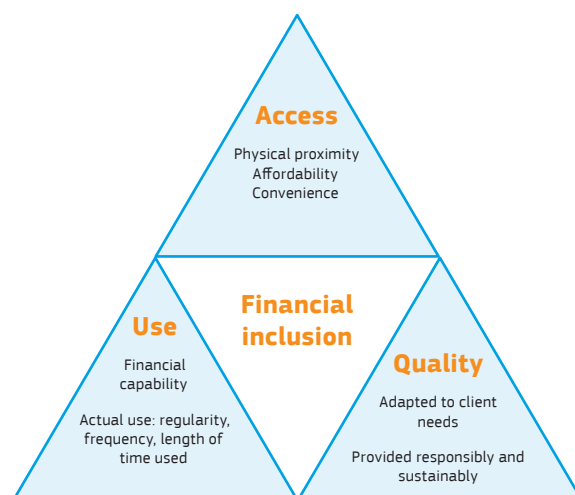 Access
Physical proximity
Affordability
Convenience
Financial
inclusion
Use
Financial
capability
Actual use: regularity,
frequency, length of
time used
Quality
Adapted to client
needs
Provided responsibly and
sustainably